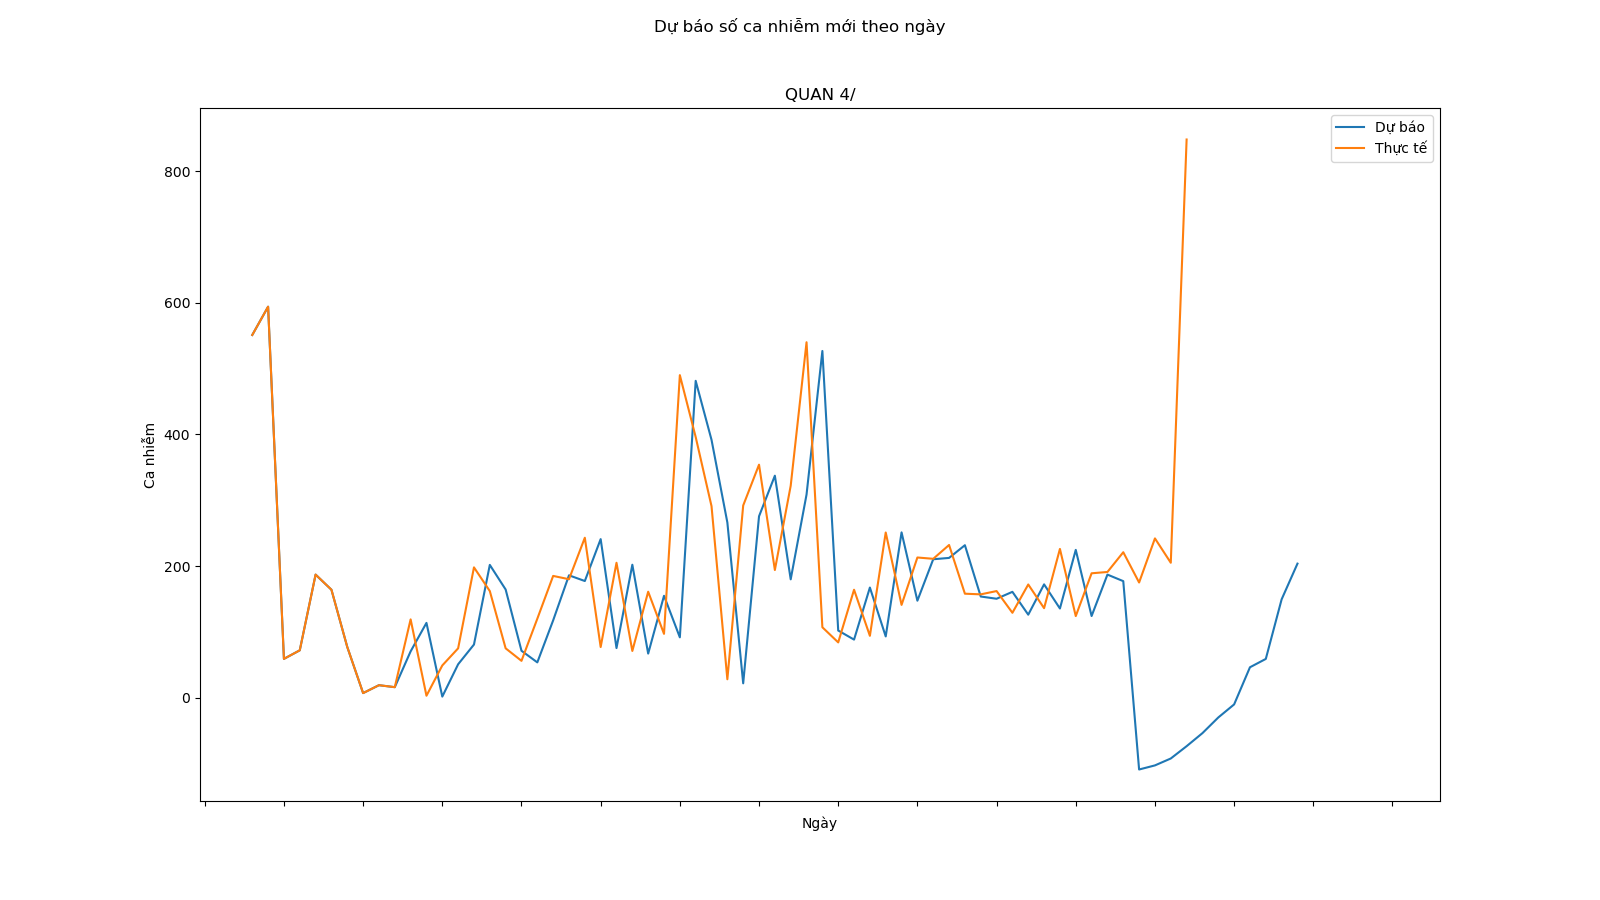 Dự báo số ca nhiễm mới theo ngày
QUAN 4/
Dự báo
Thực tế
800
600
400
200
0
Ca nhiễm
Ngày